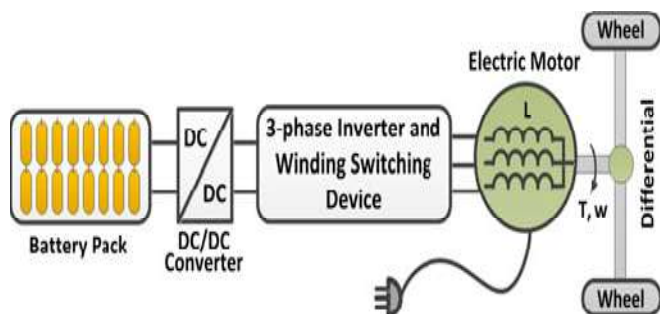 Wheel
Electric Motor
L
DC
DC
3-phase Inverter and
Winding Switching
Device
T, w
Differential
Battery Pack
DC/DC
Converter
Wheel